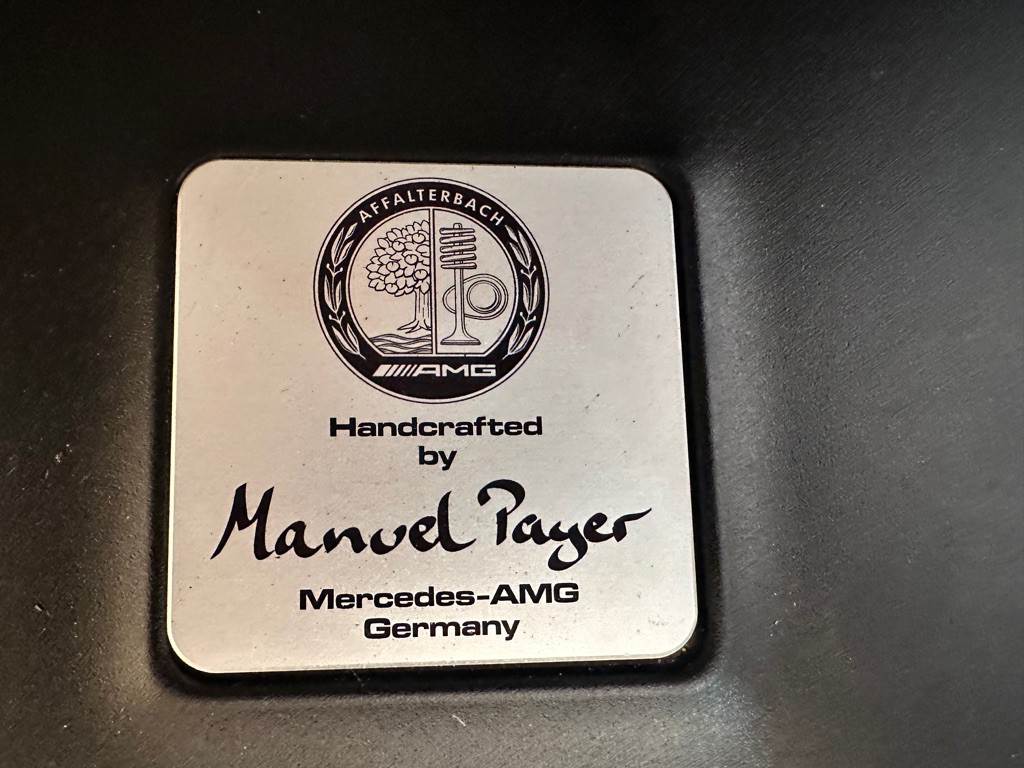 AFFALTERBACH
AMG
Handcrafted
by
Manuel Payer
Mercedes-AMG
Germany